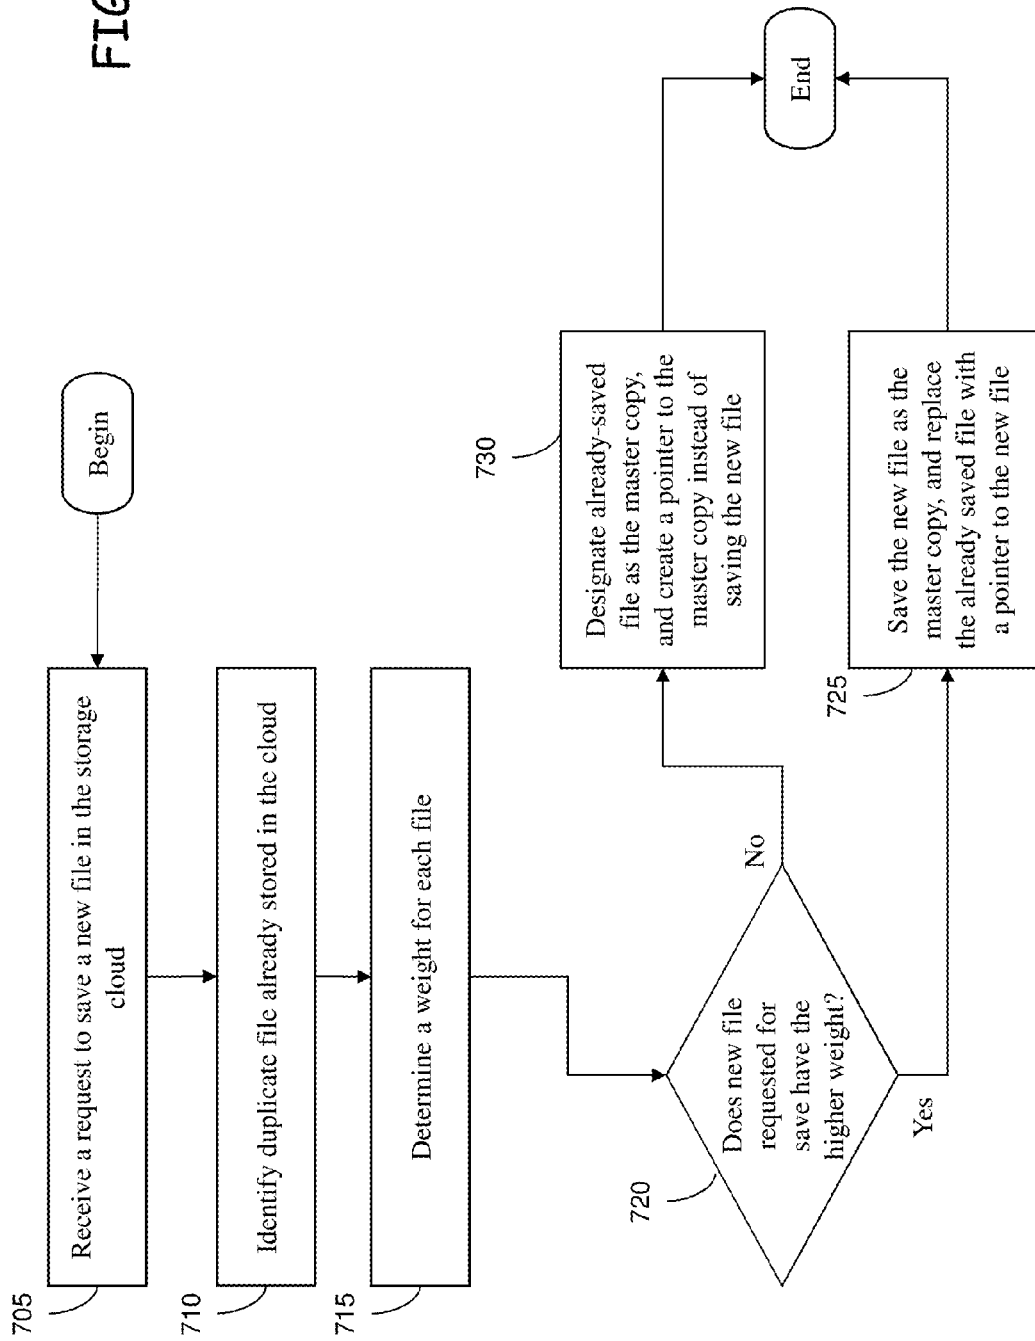 FIG
Begin
705
Receive a request to save a new file in the storage
cloud
710
Identify duplicate file already stored in the cloud
715
Determine a weight for each file
720
Does new file
requested for
save have the
higher weight?
No
Yes
730
Designate already-saved
file as the master copy,
and create a pointer to the
master copy instead of
saving the new file
725
Save the new file as the
master copy, and replace
the already saved file with
a pointer to the new file
End